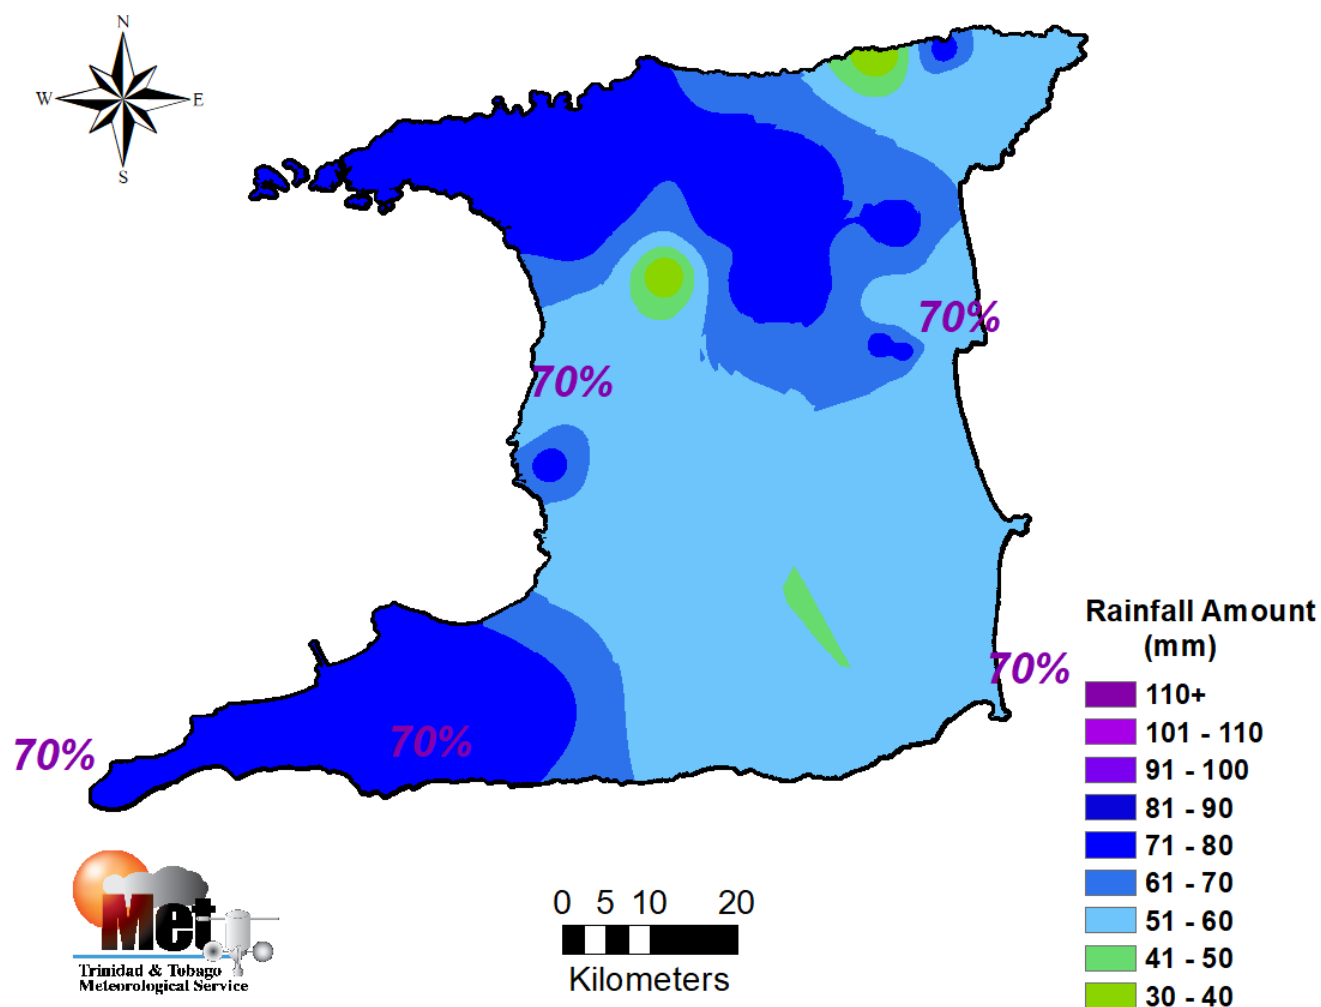 N
W
E
S
70%
70%
70%
70%
70%
Rainfall Amount
(mm)
110+
101 - 110
91 - 100
81 - 90
71 - 80
61 - 70
51 - 60
41 - 50
30 - 40
Met
Trinidad & Tobago
Meteorological Service
0 5 10 20
Kilometers